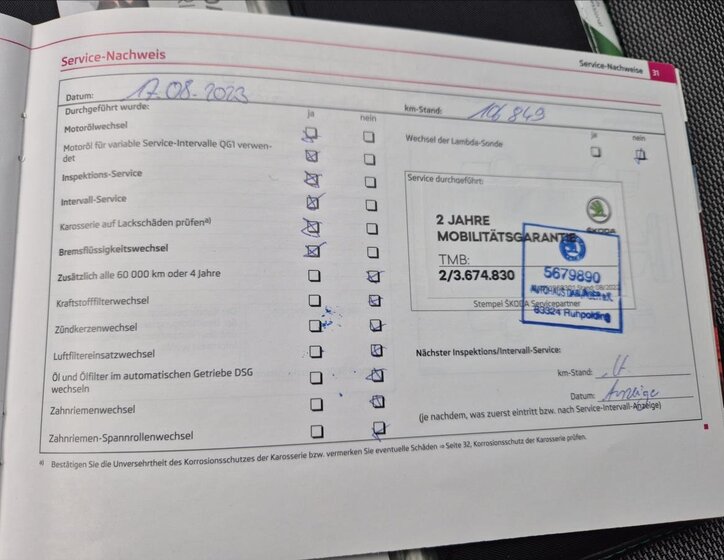 Service-Nachweis
Service-Nachweise 31
Datum: 17.08.2023
km-Stand:
Durchgeführt wurde: ja nein
Motorölwechsel
Motoröl für variable Service-Intervalle QG1 verwen-
det
Inspektions-Service
Intervall-Service
Karosserie auf Lackschäden prüfen a)
Bremsflüssigkeitswechsel
Zusätzlich alle 60 000 km oder 4 Jahre
Kraftstofffilterwechsel
Zündkerzenwechsel
Luftfiltereinsatzwechsel
Öl und Ölfilter im automatischen Getriebe DSG
wechseln
Zahnriemenwechsel
Zahnriemen-Spannrollenwechsel
ja nein
Wechsel der Lambda-Sonde
Service durchgeführt:
ŠKODA
2 JAHRE
MOBILITÄTSGARANTIE
TMB:
2/3.674.830
5679890
83324 Ruhpolding
Stempel ŠKODA Servicepartner
Nächster Inspektions-/Intervall-Service:
km-Stand: lt
Datum: Anzeige
(je nachdem, was zuerst eintritt bzw. nach Service-Intervall-Anzeige)
a) Bestätigen Sie die Unversehrtheit des Korrosionsschutzes der Karosserie bzw. vermerken Sie eventuelle Schäden ⇒ Seite 32, Korrosionsschutz der Karosserie prüfen.